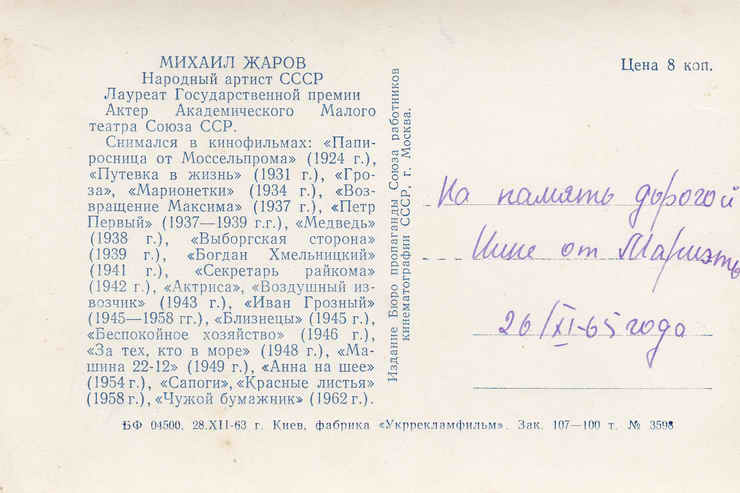 МИХАИЛ ЖАРОВ
Народный артист СССР
Лауреат Государственной премии
Актер Академического Малого
театра Союза ССР.
Снимался в кинофильмах: «Папи-
росница от Моссельпрома» (1924 г.),
«Путевка в жизнь» (1931 г.), «Гро-
за», «Марионетки» (1934 г.), «Воз-
вращение Максима» (1937 г.), «Петр
Первый» (1937—1939 г.г.), «Медведь»
(1938 г.), «Выборгская сторона»
(1939 г.), «Богдан Хмельницкий»
(1941 г.), «Секретарь райкома»
(1942 г.), «Актриса», «Воздушный из-
возчик» (1943 г.), «Иван Грозный»
(1945—1958 гг.), «Близнецы» (1945 г.),
«Беспокойное хозяйство» (1946 г.),
«За тех, кто в море» (1948 г.), «Ма-
шина 22-12» (1949 г.), «Анна на шее»
(1954 г.), «Сапоги», «Красные листья»
(1958 г.), «Чужой бумажник» (1962 г.).
Издание Бюро пропаганды Союза работников
кинематографии СССР, г. Москва.
Цена 8 коп.
На память дорогой
Нине от Мариэты
26/XI-65 года
БФ 04500. 28.XII-63 г. Киев, фабрика «Укррекламфильм». Зак. 107—100 т. № 3598